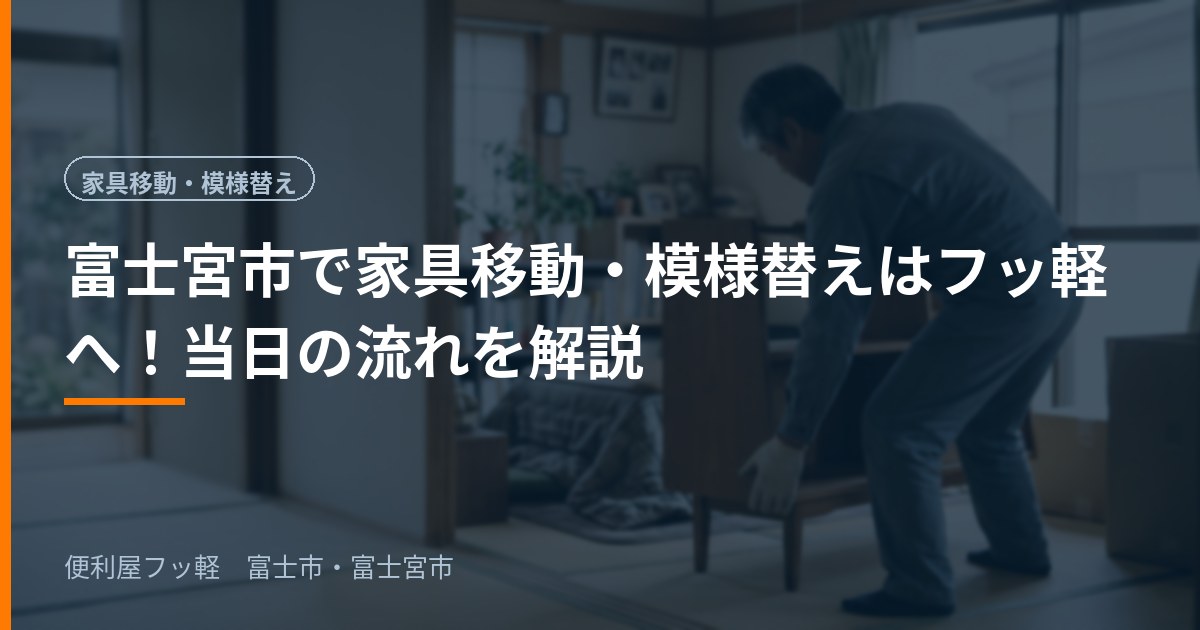 家具移動・模様替え
富士宮市で家具移動・模様替えはフッ軽
へ！当日の流れを解説
便利屋フッ軽　富士市・富士宮市